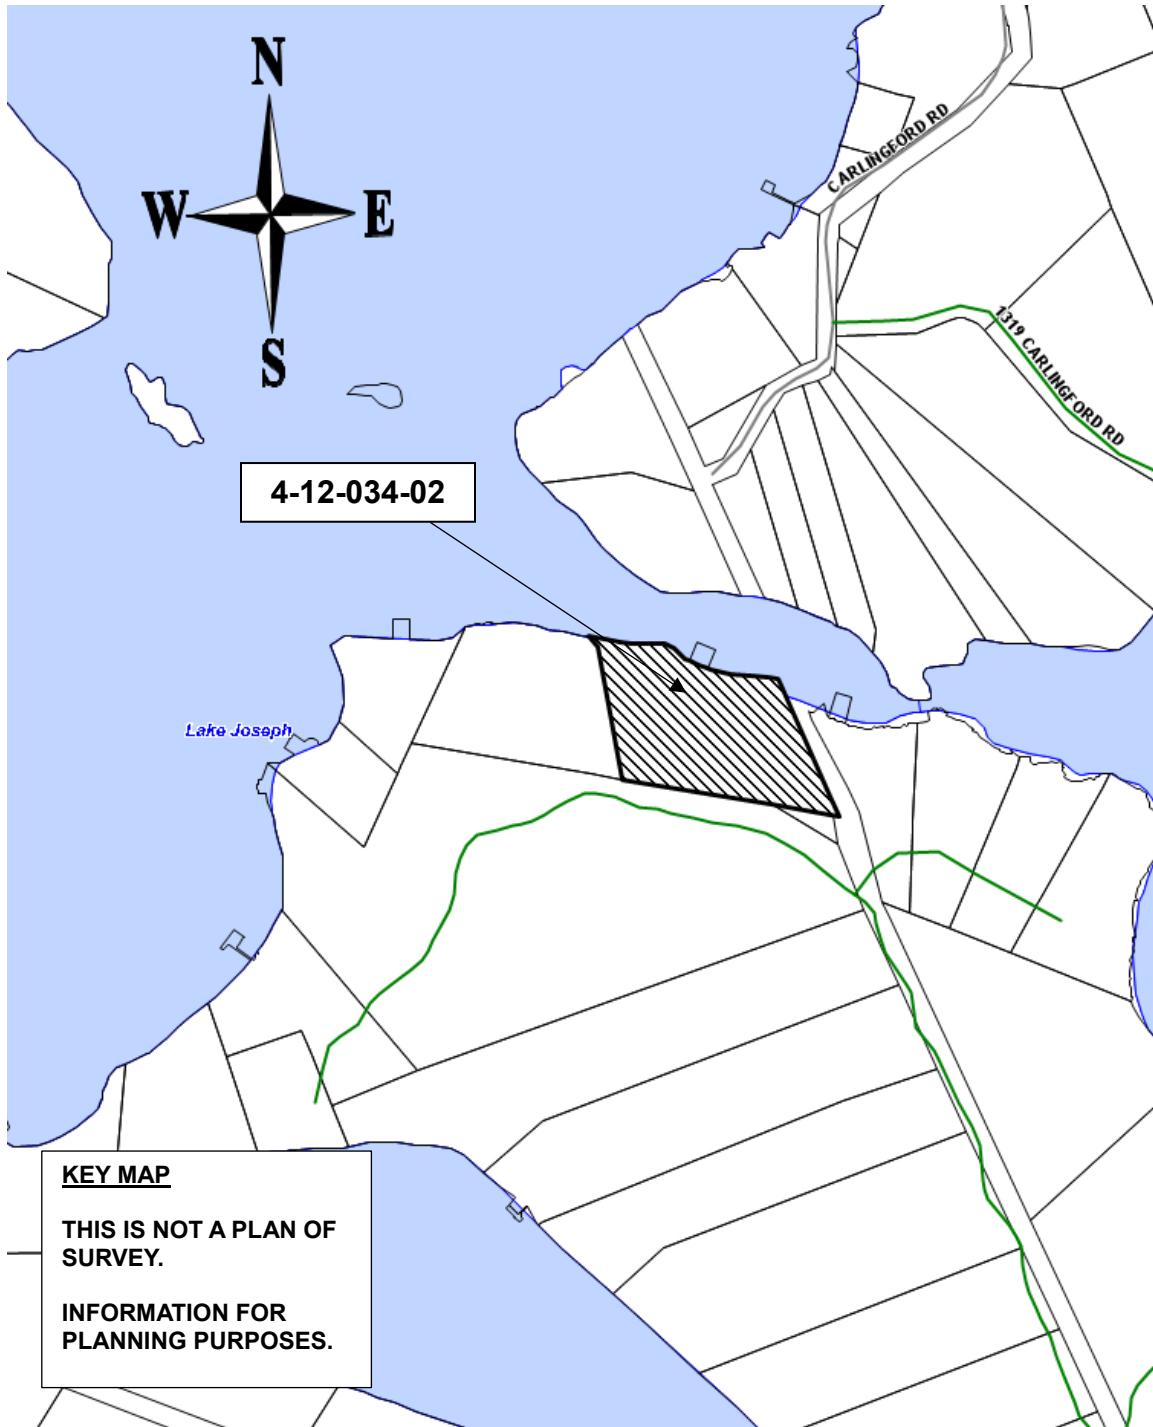 N
W E
S
CARLINGFORD RD
1319 CARLINGFORD RD
4-12-034-02
Lake Joseph
KEY MAP
THIS IS NOT A PLAN OF
SURVEY.
INFORMATION FOR
PLANNING PURPOSES.